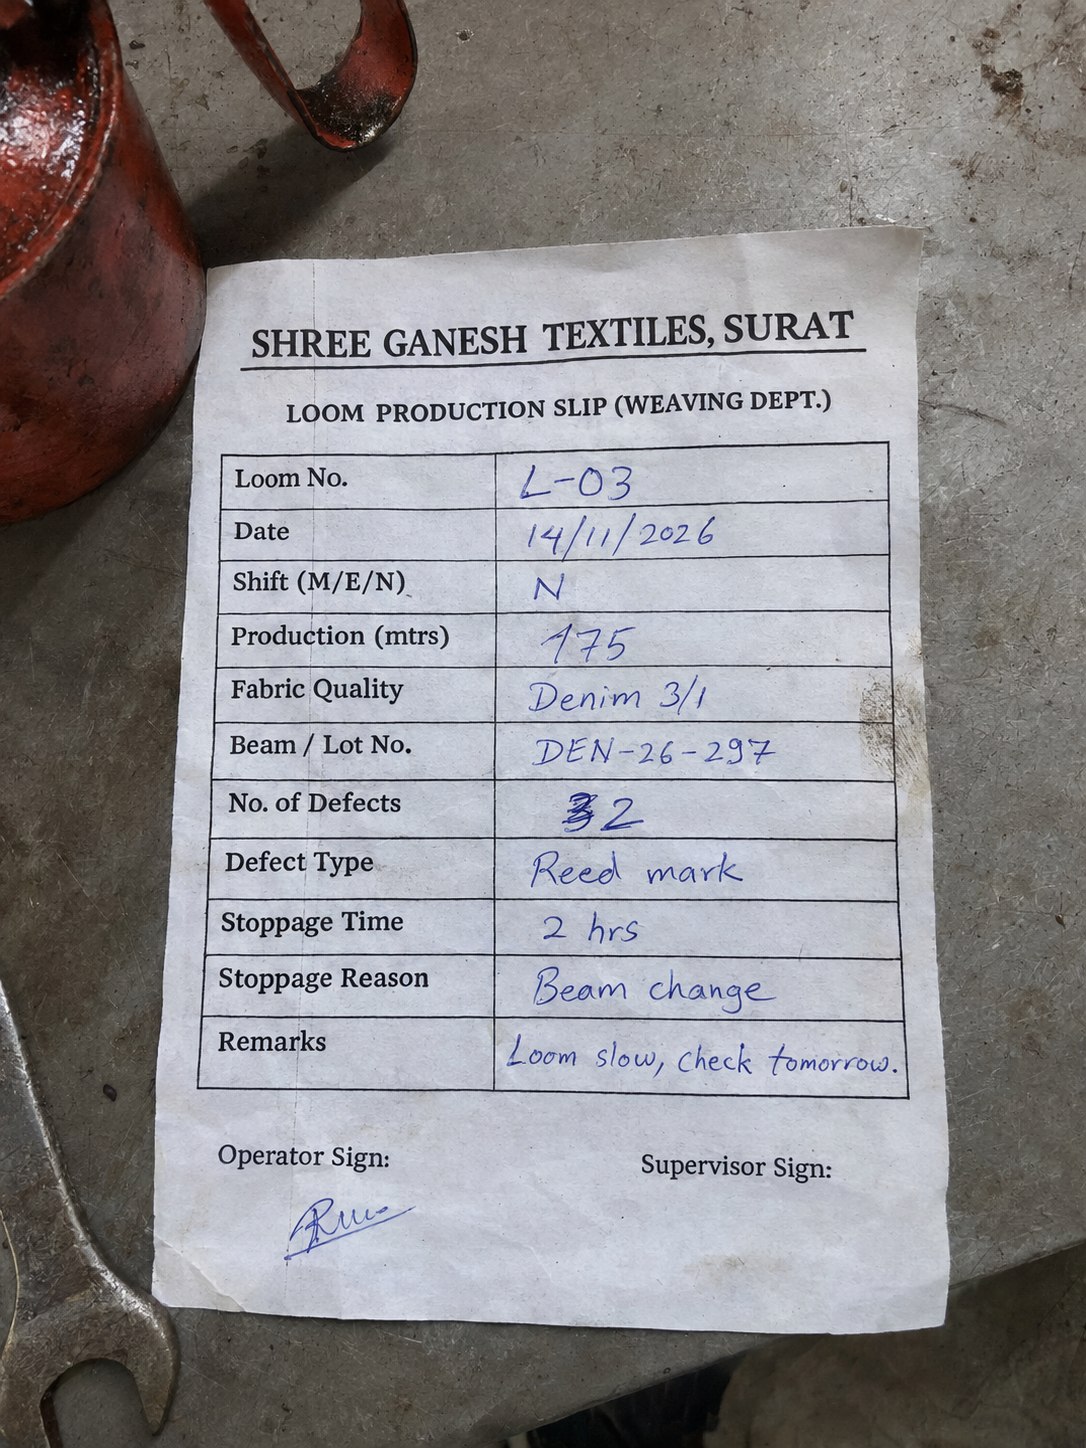 SHREE GANESH TEXTILES, SURAT
LOOM PRODUCTION SLIP (WEAVING DEPT.)
Loom No. L-03
Date 14/11/2026
Shift (M/E/N) N
Production (mtrs) 175
Fabric Quality Denim 3/1
Beam / Lot No. DEN-26-297
No. of Defects 2
Defect Type Reed mark
Stoppage Time 2 hrs
Stoppage Reason Beam change
Remarks Loom slow, check tomorrow.
Operator Sign: Supervisor Sign: